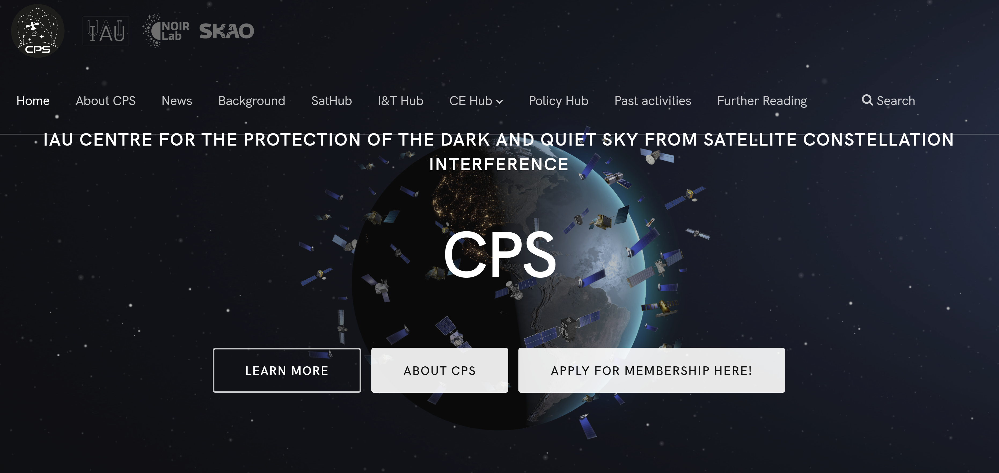 CPS
IAU
NOIR
Lab
SKAO
Home About CPS News Background SatHub I&T Hub CE Hub Policy Hub Past activities Further Reading Search
IAU CENTRE FOR THE PROTECTION OF THE DARK AND QUIET SKY FROM SATELLITE CONSTELLATION
INTERFERENCE
CPS
LEARN MORE ABOUT CPS APPLY FOR MEMBERSHIP HERE!